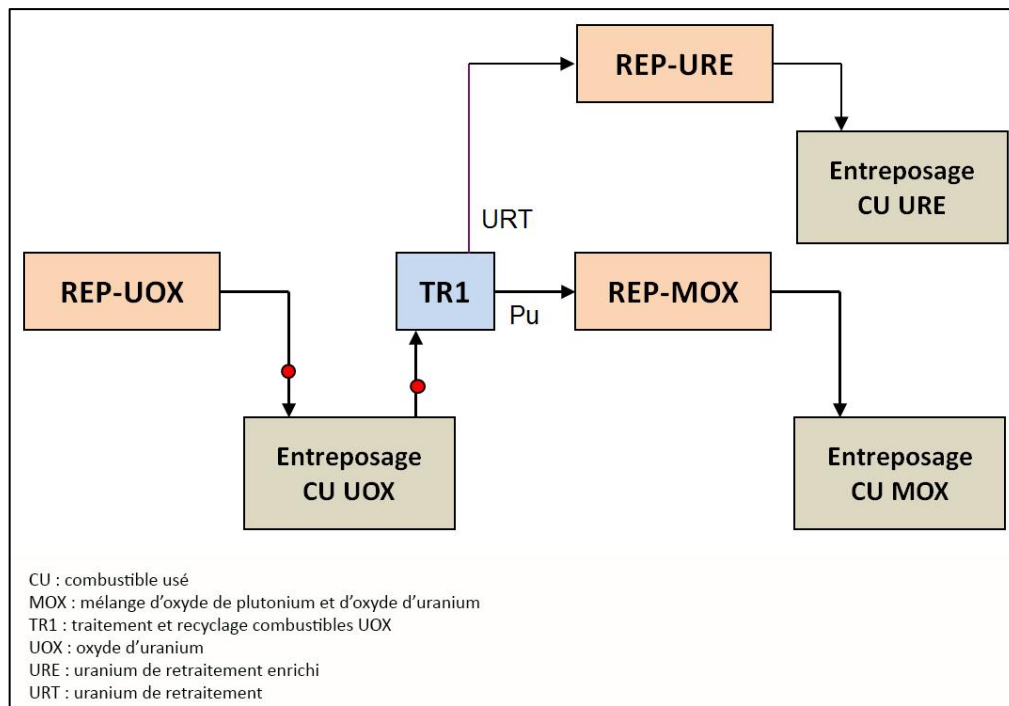 REP-URE
Entreposage
CU URE
URT
REP-UOX
TR1
Pu
REP-MOX
Entreposage
CU UOX
Entreposage
CU MOX
CU : combustible usé
MOX : mélange d'oxyde de plutonium et d'oxyde d'uranium
TR1 : traitement et recyclage combustibles UOX
UOX : oxyde d'uranium
URE : uranium de retraitement enrichi
URT : uranium de retraitement